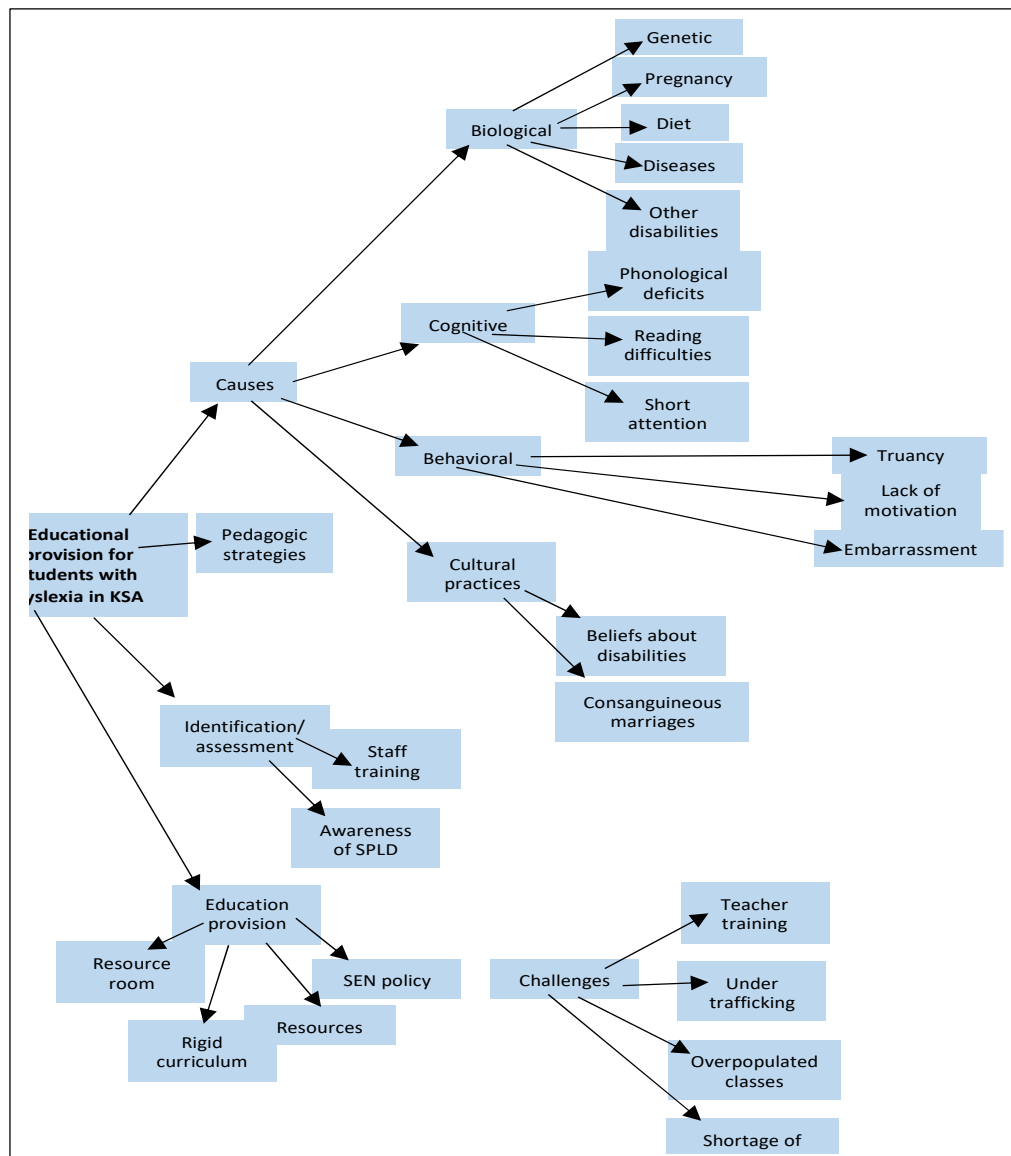 Genetic
Pregnancy
Biological
Diet
Diseases
Other
disabilities
Phonological
deficits
Cognitive
Reading
difficulties
Causes
Short
attention
Behavioral
Truancy
Lack of
motivation
Embarrassment
Educational
rovision for
tudents with
yslexia in KSA
Pedagogic
strategies
Cultural
practices
Beliefs about
disabilities
Consanguineous
marriages
Identification/
assessment
Staff
training
Awareness
of SPLD
Education
provision
Resource
room
SEN policy
Rigid
curriculum
Resources
Challenges
Teacher
training
Under
trafficking
Overpopulated
classes
Shortage of